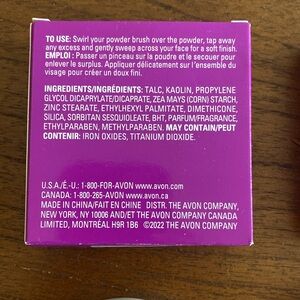 TO USE: Swirl your powder brush over the powder, tap away
any excess and gently sweep across your face for a soft finish.
EMPLOI : Passer un pinceau sur la poudre et le secouer pour
enlever le surplus. Appliquer délicatement sur l'ensemble du
visage pour créer un doux fini.
INGREDIENTS/INGRÉDIENTS: TALC, KAOLIN, PROPYLENE
GLYCOL DICAPRYLATE/DICAPRATE, ZEA MAYS (CORN) STARCH,
ZINC STEARATE, ETHYLHEXYL PALMITATE, DIMETHICONE,
SILICA, SORBITAN SESQUIOLEATE, BHT, PARFUM/FRAGRANCE,
ETHYLPARABEN, METHYLPARABEN. MAY CONTAIN/PEUT
CONTENIR: IRON OXIDES, TITANIUM DIOXIDE.
U.S.A./É.-U.: 1-800-FOR-AVON www.avon.com
CANADA: 1-800-265-AVON www.avon.ca
MADE IN CHINA/FAIT EN CHINE DISTR. THE AVON COMPANY,
NEW YORK, NY 10006 AND/ET THE AVON COMPANY CANADA
LIMITED, MONTRÉAL H9R 1B6 ©2022 THE AVON COMPANY